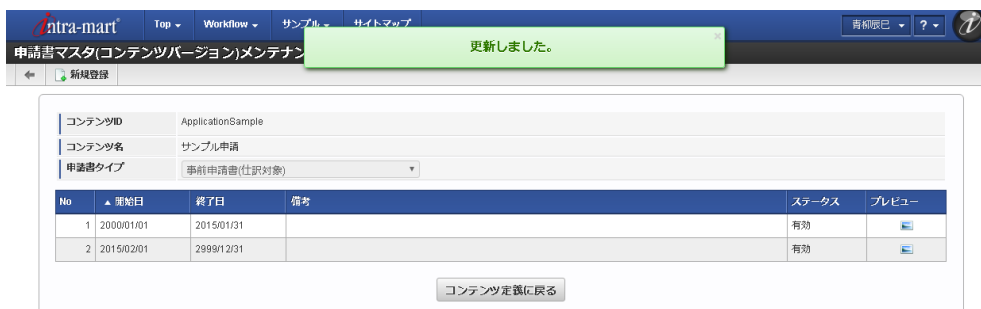 intra-mart Top Workflow サンプル サイトマップ 青柳辰巳 ?
更新しました。 ×
申請書マスタ(コンテンツバージョン)メンテナン
新規登録
コンテンツID ApplicationSample
コンテンツ名 サンプル申請
申請書タイプ 事前申請書(仕訳対象)
No ▲ 開始日 終了日 備考 ステータス プレビュー
1 2000/01/01 2015/01/31 有効
2 2015/02/01 2999/12/31 有効
コンテンツ定義に戻る